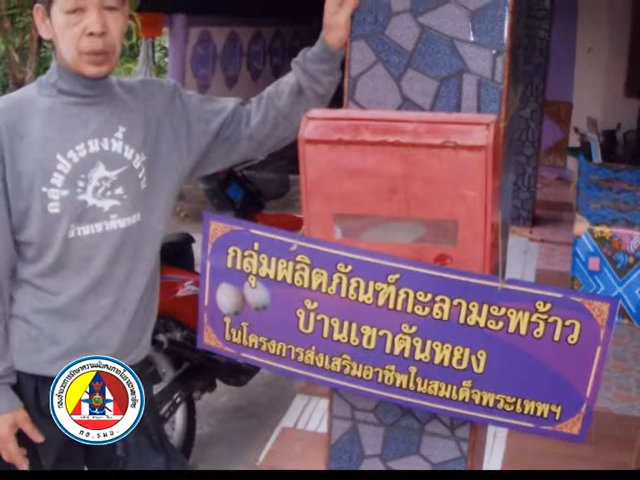 กลุ่มประมงพื้นบ้าน
บ้านเขาตันหยง
กลุ่มผลิตภัณฑ์กะลามะพร้าว
บ้านเขาตันหยง
ในโครงการส่งเสริมอาชีพในสมเด็จพระเทพฯ